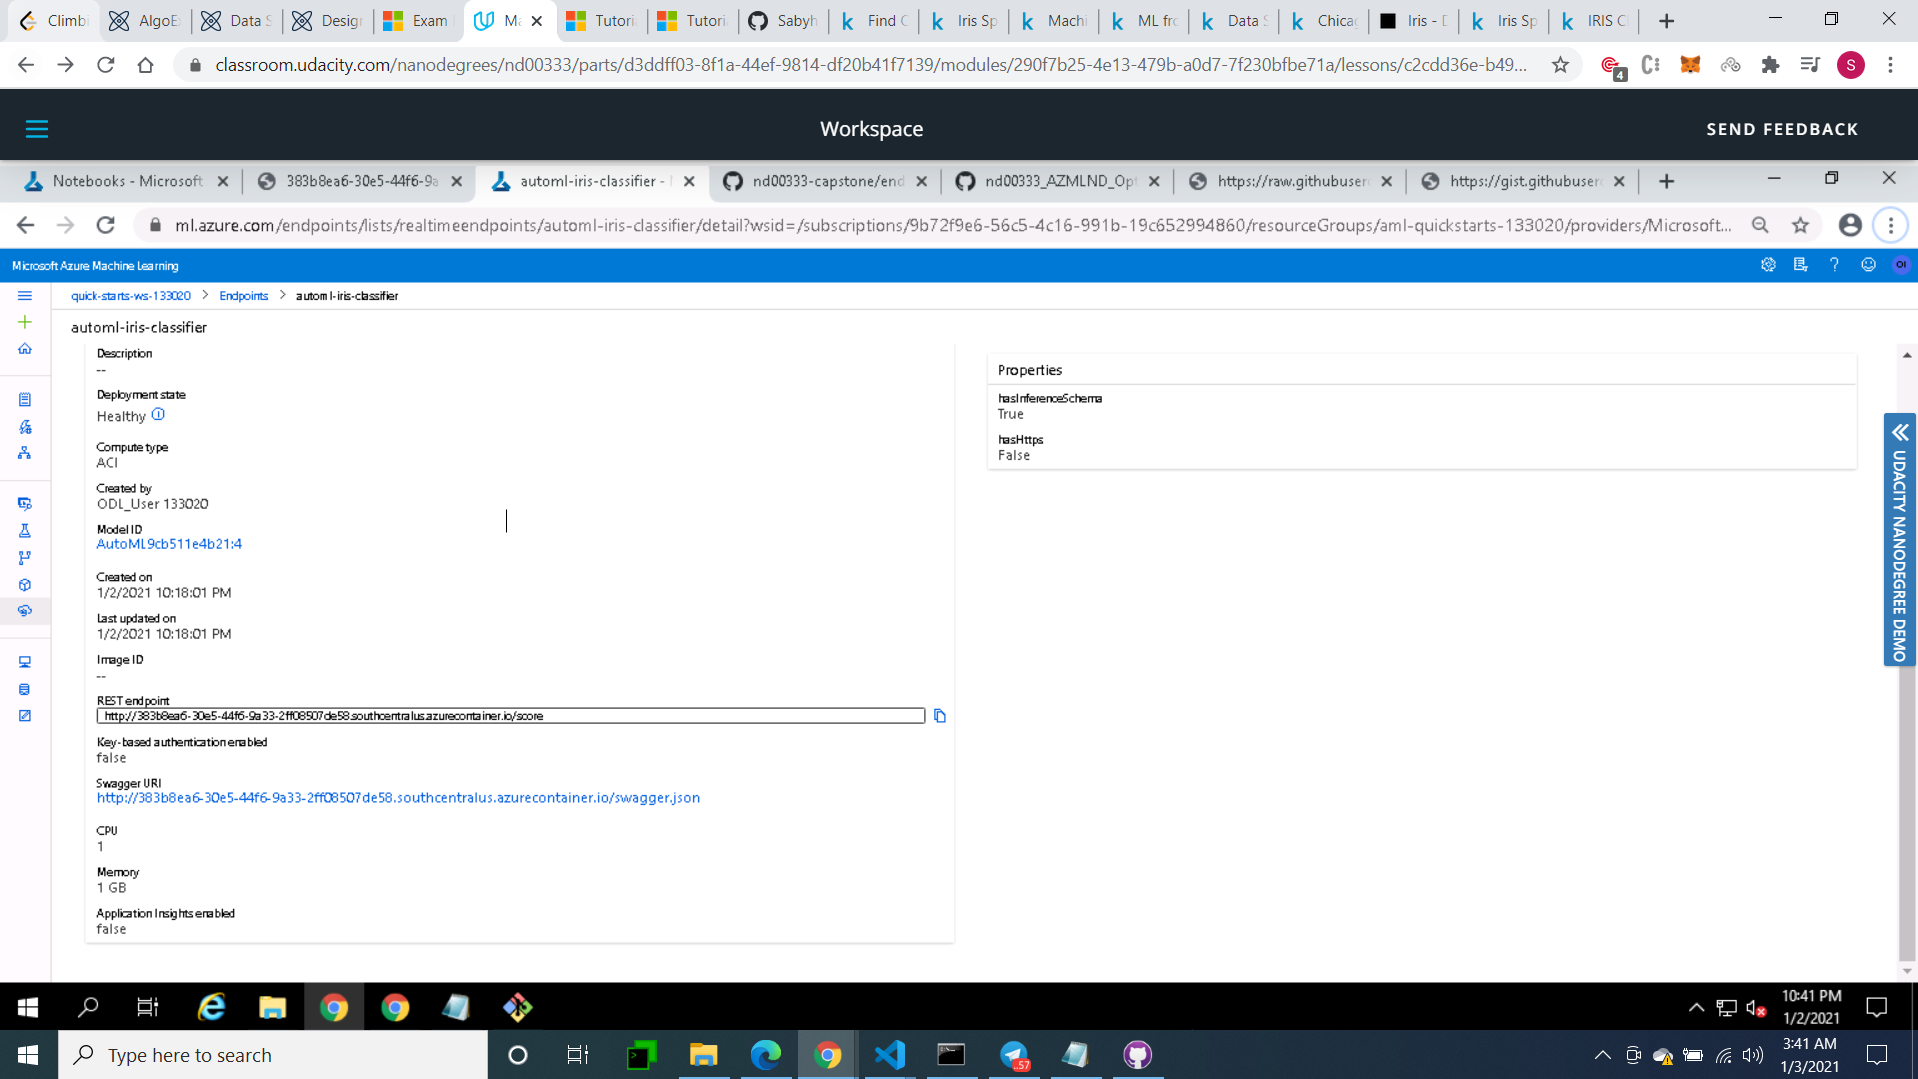 Climbi
AlgoEx
Data S
Design
Exam
Ma
Tutoria
Tutoria
Sabyh
Find C
Iris Sp
Machi
ML fro
Data S
Chicag
Iris - D
Iris Sp
IRIS Cl
classroom.udacity.com/nanodegrees/nd00333/parts/d3ddff03-8f1a-44ef-9814-df20b41f7139/modules/290f7b25-4e13-479b-a0d7-7f230bfbe71a/lessons/c2cdd36e-b49...
4
S
Workspace
SEND FEEDBACK
Notebooks - Microsoft
383b8ea6-30e5-44f6-9a
automl-iris-classifier -
nd00333-capstone/end
nd00333_AZMLND_Opt
https://raw.githubuser
https://gist.githubuser
ml.azure.com/endpoints/lists/realtimeendpoints/automl-iris-classifier/detail?wsid=/subscriptions/9b72f9e6-56c5-4c16-991b-19c652994860/resourceGroups/aml-quickstarts-133020/providers/Microsoft...
Microsoft Azure Machine Learning
OI
quick-starts-ws-133020 > Endpoints > automl-iris-classifier
automl-iris-classifier
Description
--
Deployment state
Healthy
Compute type
ACI
Created by
ODL_User 133020
Model ID
AutoML9cb511e4b21:4
Created on
1/2/2021 10:18:01 PM
Last updated on
1/2/2021 10:18:01 PM
Image ID
--
REST endpoint
http://383b8ea6-30e5-44f6-9a33-2ff08507de58.southcentralus.azurecontainer.io/score
Key-based authentication enabled
false
Swagger URI
http://383b8ea6-30e5-44f6-9a33-2ff08507de58.southcentralus.azurecontainer.io/swagger.json
CPU
1
Memory
1 GB
Application Insights enabled
false
Properties
hasInferenceSchema
True
hasHttps
False
UDACITY NANODEGREE DEMO
10:41 PM
1/2/2021
Type here to search
.57
3:41 AM
1/3/2021